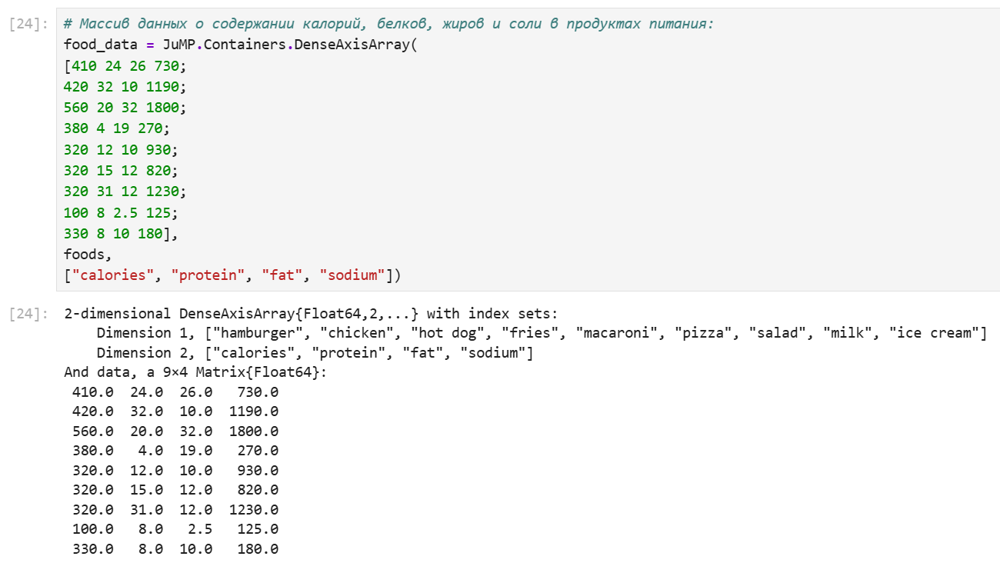 [24]: # Массив данных о содержании калорий, белков, жиров и соли в продуктах питания:
food_data = JuMP.Containers.DenseAxisArray(
[410 24 26 730;
420 32 10 1190;
560 20 32 1800;
380 4 19 270;
320 12 10 930;
320 15 12 820;
320 31 12 1230;
100 8 2.5 125;
330 8 10 180],
foods,
["calories", "protein", "fat", "sodium"])
[24]: 2-dimensional DenseAxisArray{Float64,2,...} with index sets:
    Dimension 1, ["hamburger", "chicken", "hot dog", "fries", "macaroni", "pizza", "salad", "milk", "ice cream"]
    Dimension 2, ["calories", "protein", "fat", "sodium"]
And data, a 9×4 Matrix{Float64}:
 410.0  24.0  26.0   730.0
 420.0  32.0  10.0  1190.0
 560.0  20.0  32.0  1800.0
 380.0   4.0  19.0   270.0
 320.0  12.0  10.0   930.0
 320.0  15.0  12.0   820.0
 320.0  31.0  12.0  1230.0
 100.0   8.0   2.5   125.0
 330.0   8.0  10.0   180.0